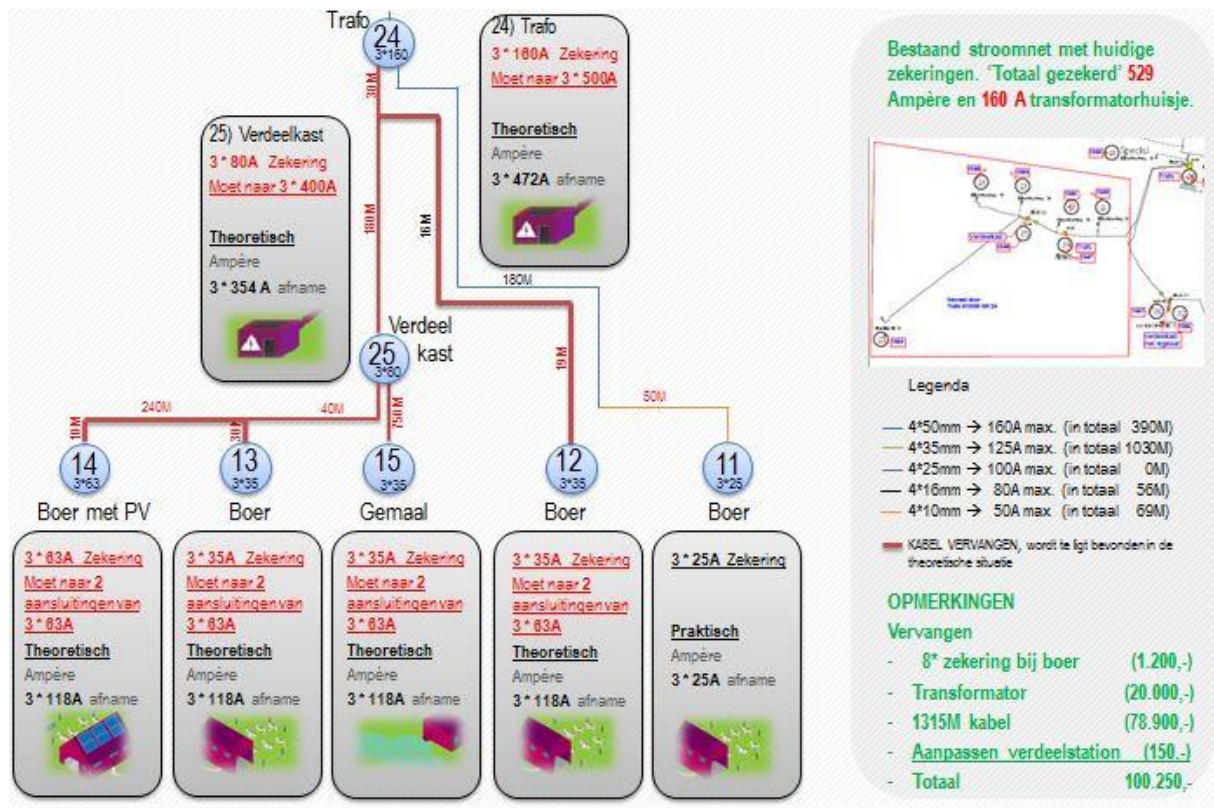 Trafo
24
3*160
24) Trafo
3 * 160A Zekering
Moet naar 3 * 500A
Theoretisch
Ampère
3 * 472A afname
25) Verdeelkast
3 * 80A Zekering
Moet naar 3 * 400A
Theoretisch
Ampère
3 * 354 A afname
30M
160M
16M
180M
19M
50M
Verdeel
kast
25
3*80
240M
40M
10M
30M
750M
14
3*63
Boer met PV
13
3*35
Boer
15
3*35
Gemaal
12
3*35
Boer
11
3*25
Boer
3 * 63A Zekering
Moet naar 2
aansluitingen van
3 * 63A
Theoretisch
Ampère
3 * 118A afname
3 * 35A Zekering
Moet naar 2
aansluitingen van
3 * 63A
Theoretisch
Ampère
3 * 118A afname
3 * 35A Zekering
Moet naar 2
aansluitingen van
3 * 63A
Theoretisch
Ampère
3 * 118A afname
3 * 35A Zekering
Moet naar 2
aansluitingen van
3 * 63A
Theoretisch
Ampère
3 * 118A afname
3 * 25A Zekering
Praktisch
Ampère
3 * 25A afname
Bestaand stroomnet met huidige
zekeringen. ‘Totaal gezekerd’ 529
Ampère en 160 A transformatorhuisje.
Legenda
4*50mm → 160A max. (in totaal 390M)
4*35mm → 125A max. (in totaal 1030M)
4*25mm → 100A max. (in totaal 0M)
4*16mm → 80A max. (in totaal 56M)
4*10mm → 50A max. (in totaal 69M)
KABEL VERVANGEN, wordt te ligt bevonden in de
theoretische situatie
OPMERKINGEN
Vervangen
- 8* zekering bij boer (1.200,-)
- Transformator (20.000,-)
- 1315M kabel (78.900,-)
- Aanpassen verdeelstation (150,-)
- Totaal 100.250,-